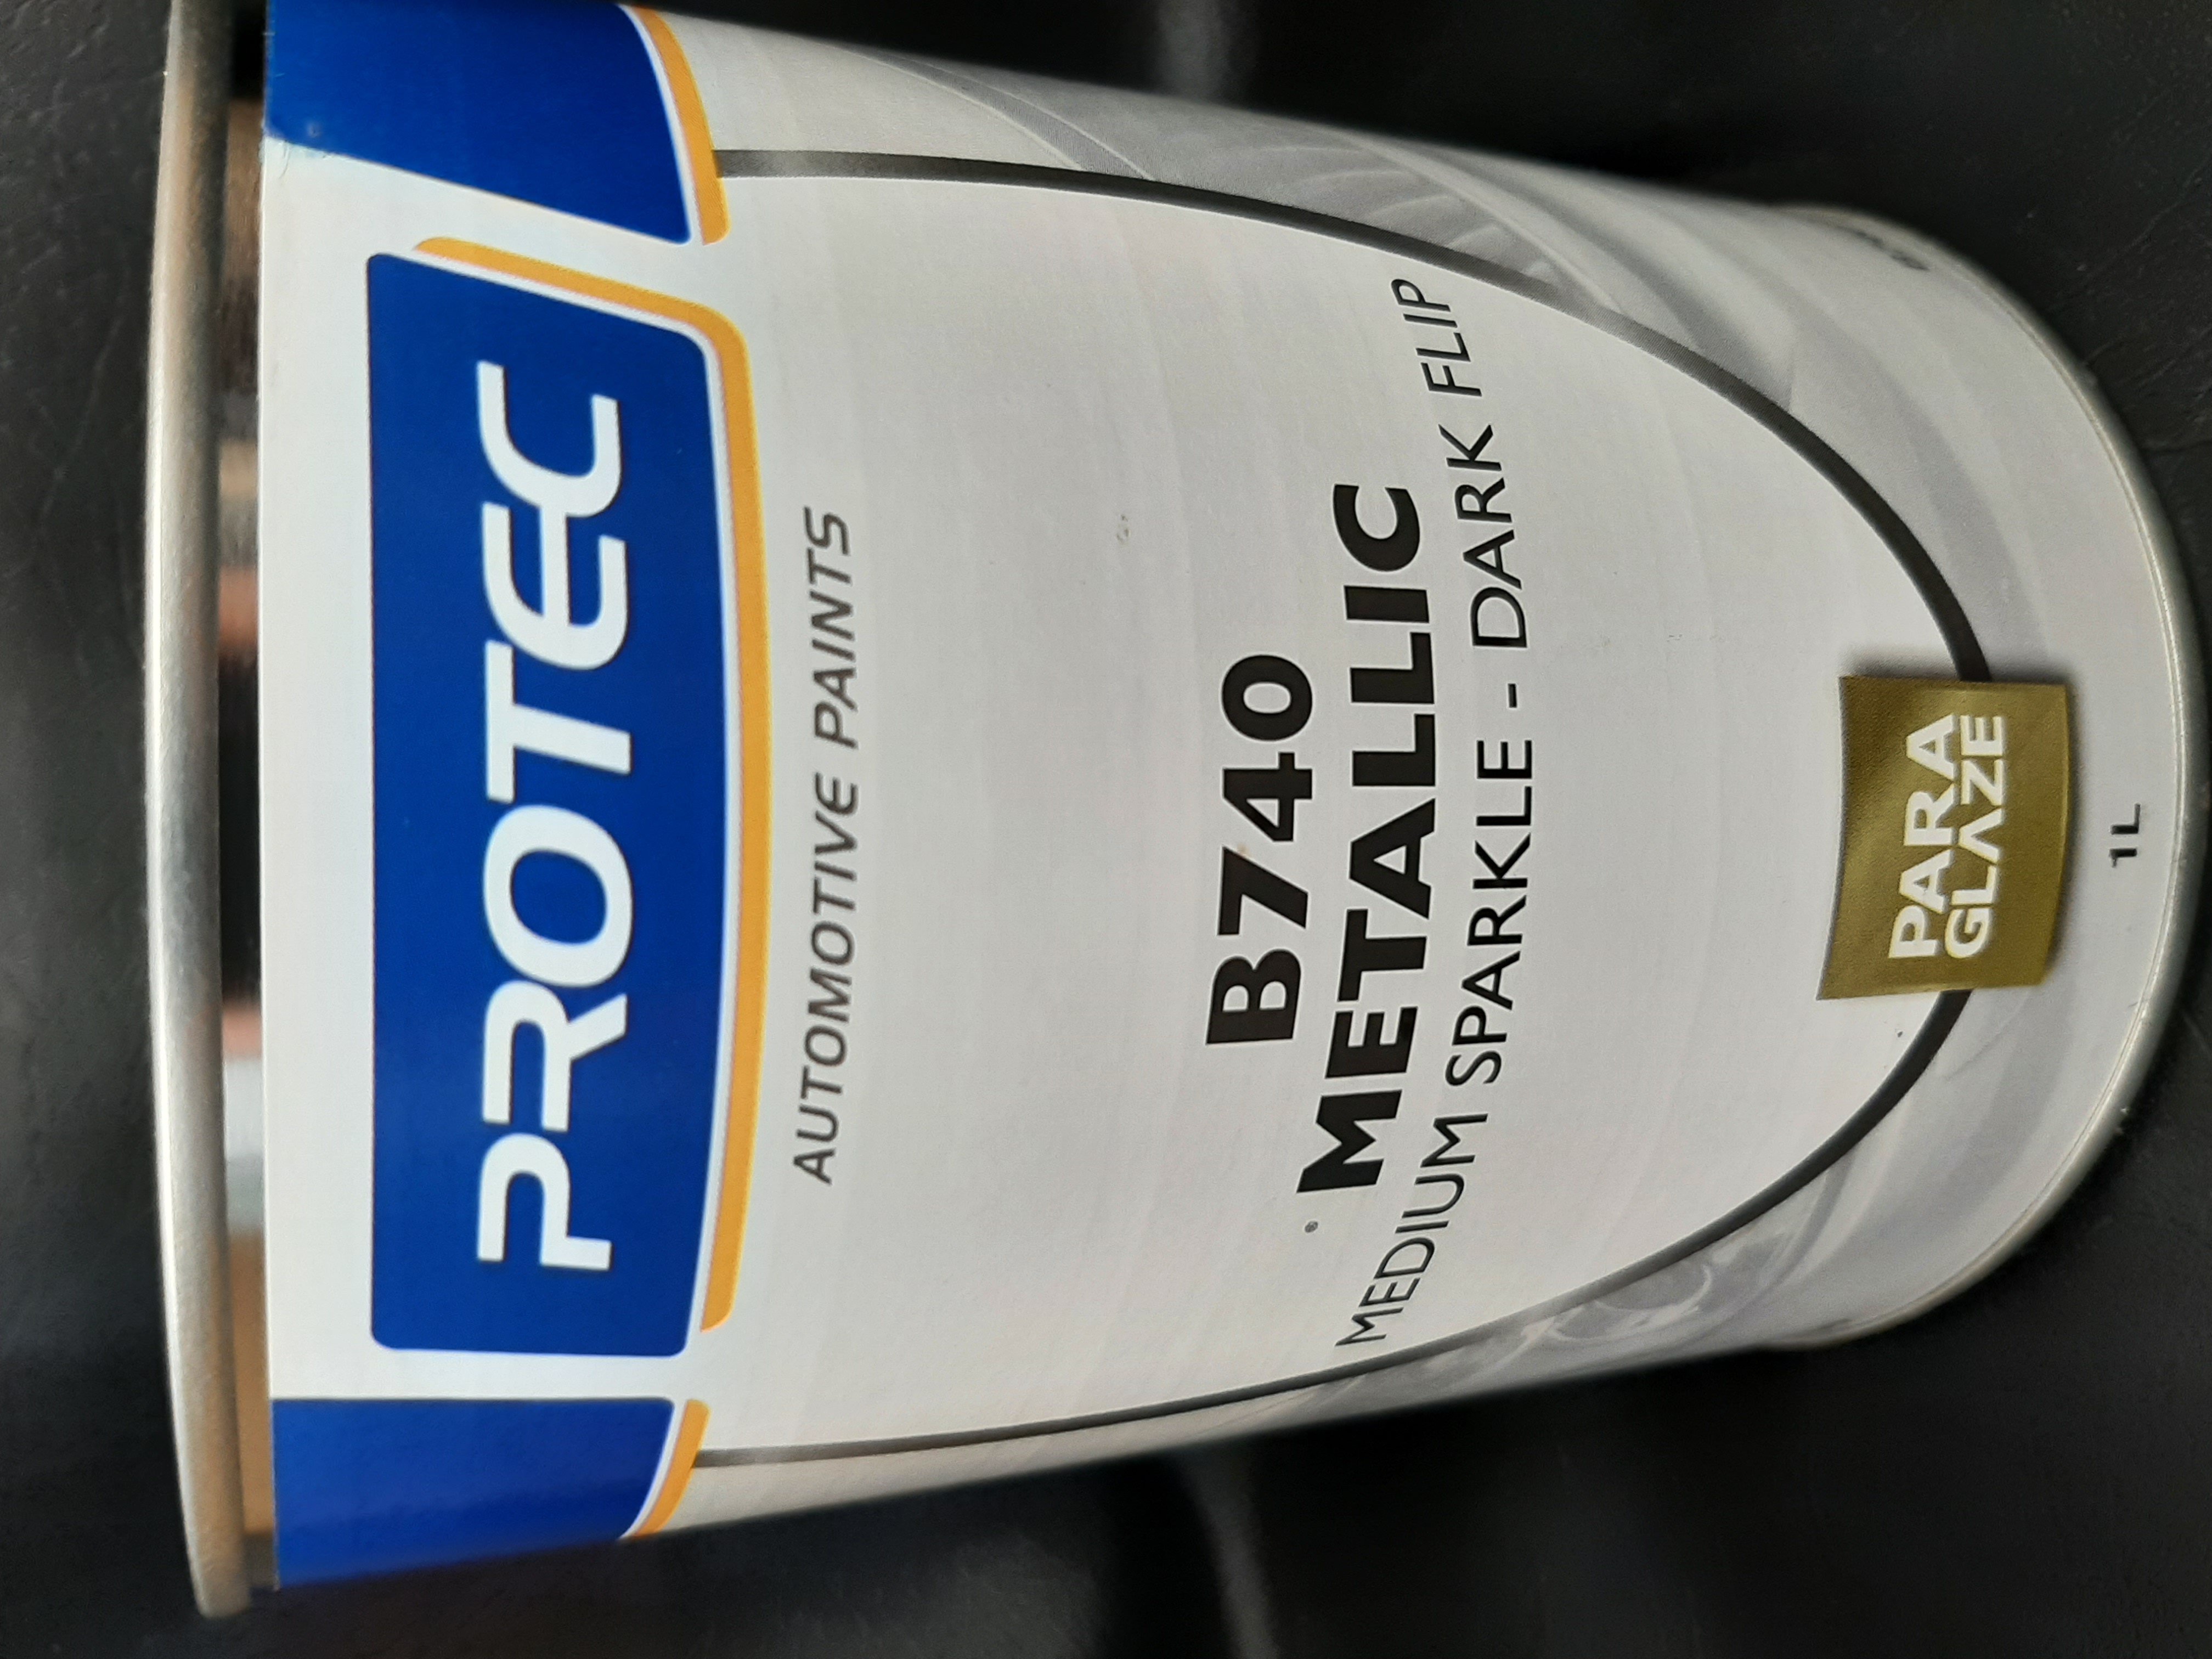 PROTEC
AUTOMOTIVE PAINTS
B740
METALLIC
MEDIUM SPARKLE - DARK FLIP
PARA
GLAZE
1L